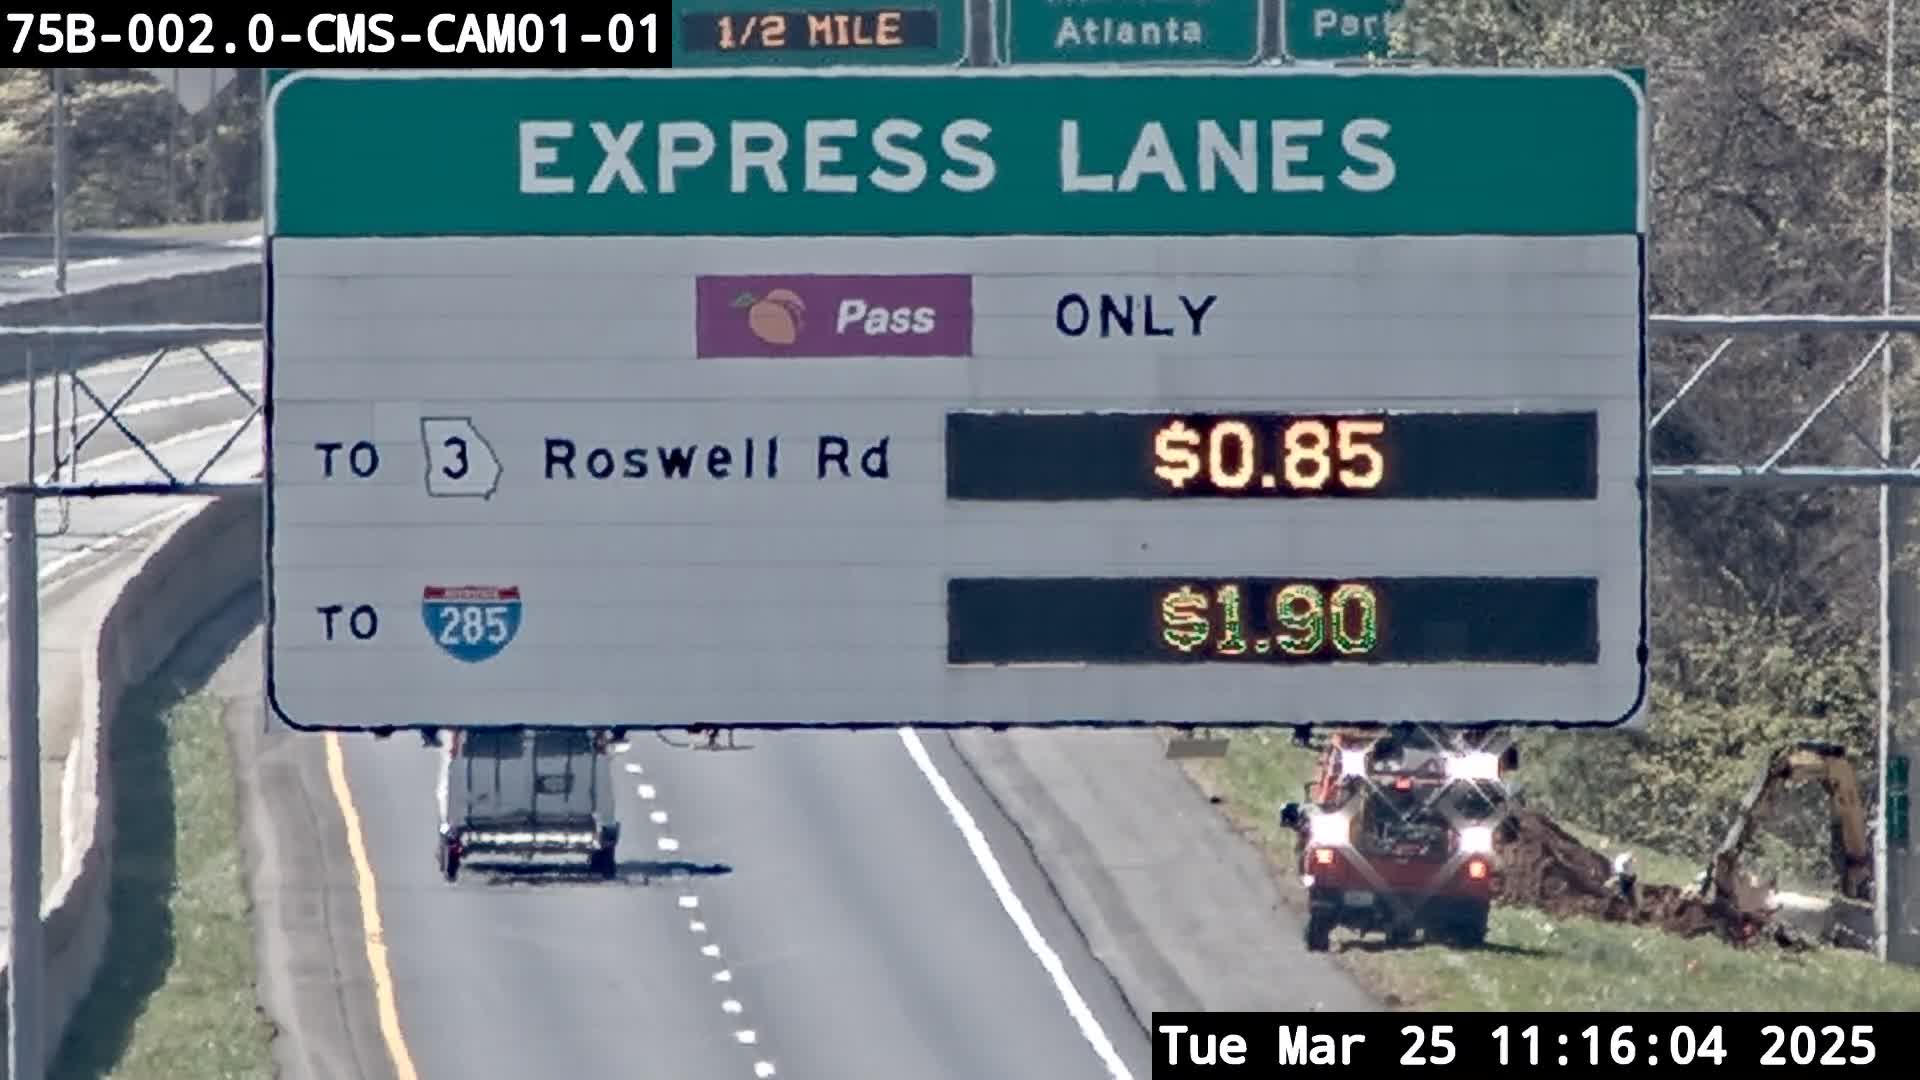 75B-002.0-CMS-CAM01-01
1/2 MILE
Atlanta
EXPRESS LANES
Pass ONLY
TO 3 Roswell Rd $0.85
TO 285 $1.90
Tue Mar 25 11:16:04 2025